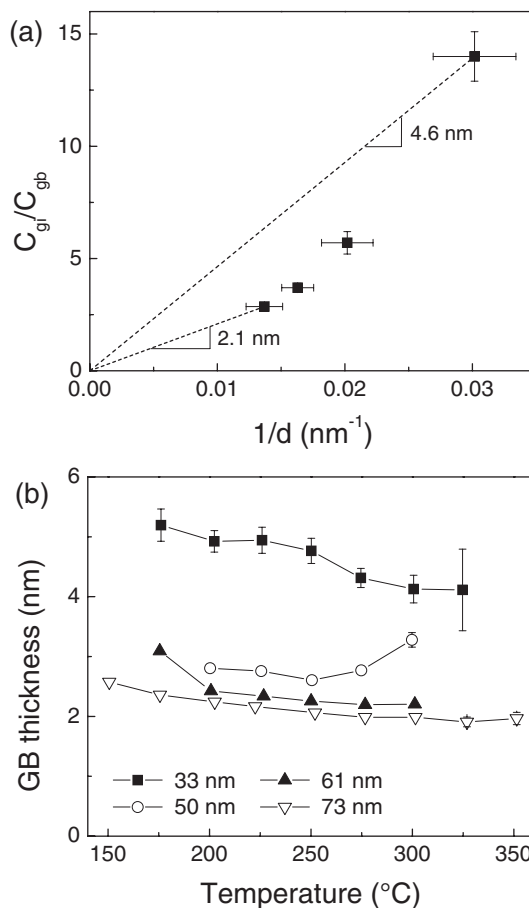 (a)
15
10
5
0
C_gi/C_gb
4.6 nm
2.1 nm
0.00 0.01 0.02 0.03
1/d (nm⁻¹)
(b)
6
4
2
0
GB thickness (nm)
33 nm 61 nm
50 nm 73 nm
150 200 250 300 350
Temperature (°C)